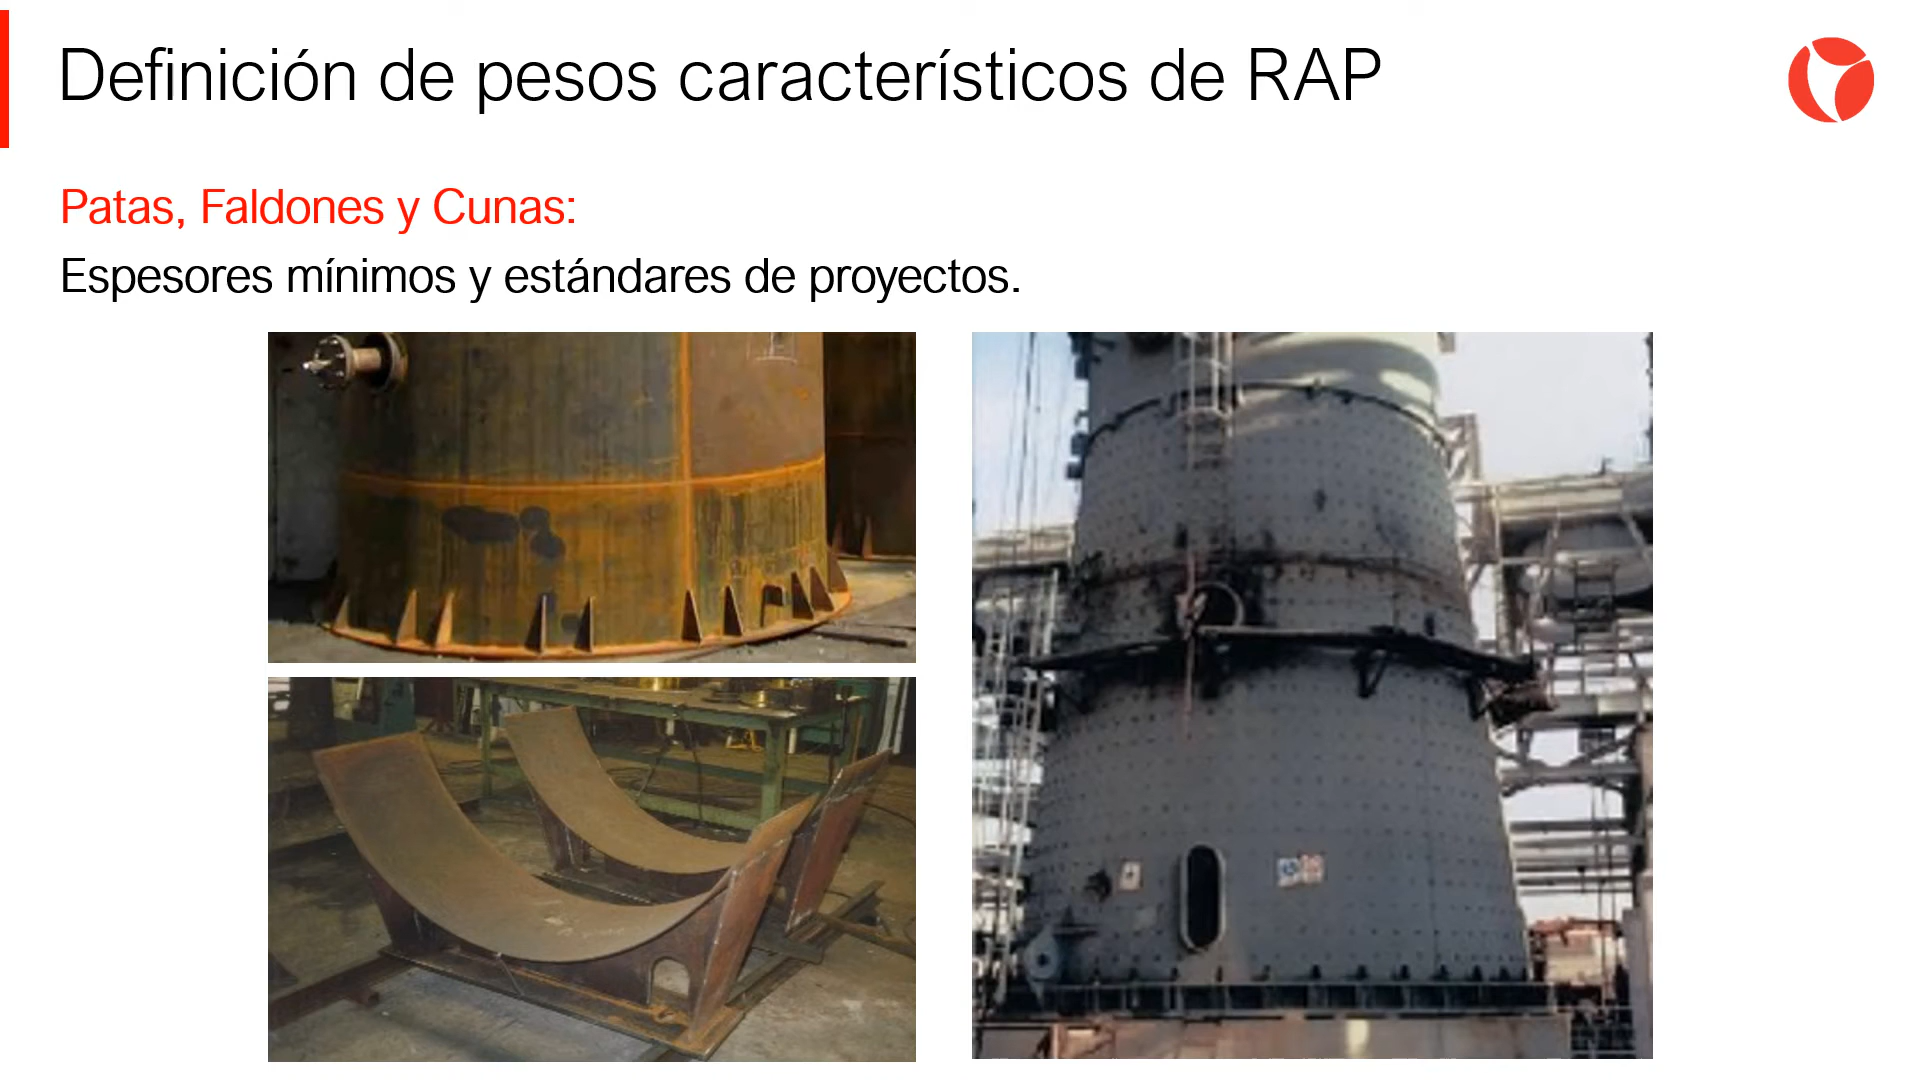 Definición de pesos característicos de RAP
Patas, Faldones y Cunas:
Espesores mínimos y estándares de proyectos.